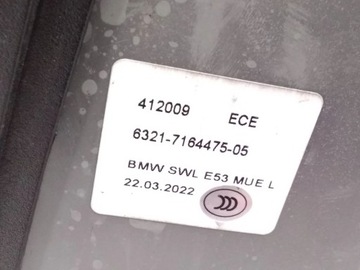 412009 ECE
6321-7164475-05
BMW SWL E53 MUE L
22.03.2022